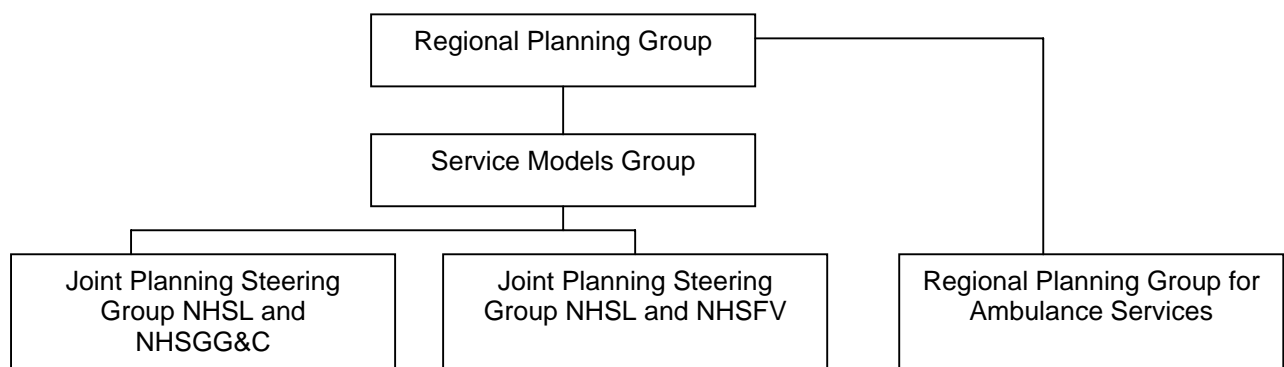 Regional Planning Group
Service Models Group
Joint Planning Steering
Group NHSL and
NHSGG&C
Joint Planning Steering
Group NHSL and NHSFV
Regional Planning Group for
Ambulance Services